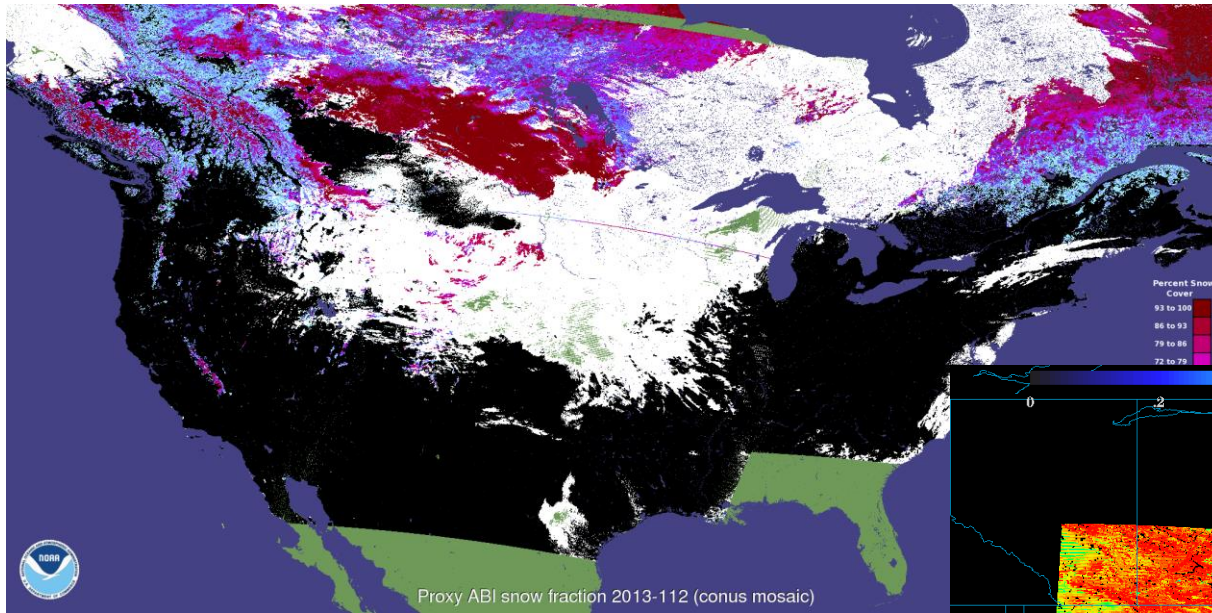 Percent Snow
Cover
93 to 100
86 to 93
79 to 86
72 to 79
0 .2
NOAA
Proxy ABI snow fraction 2013-112 (conus mosaic)